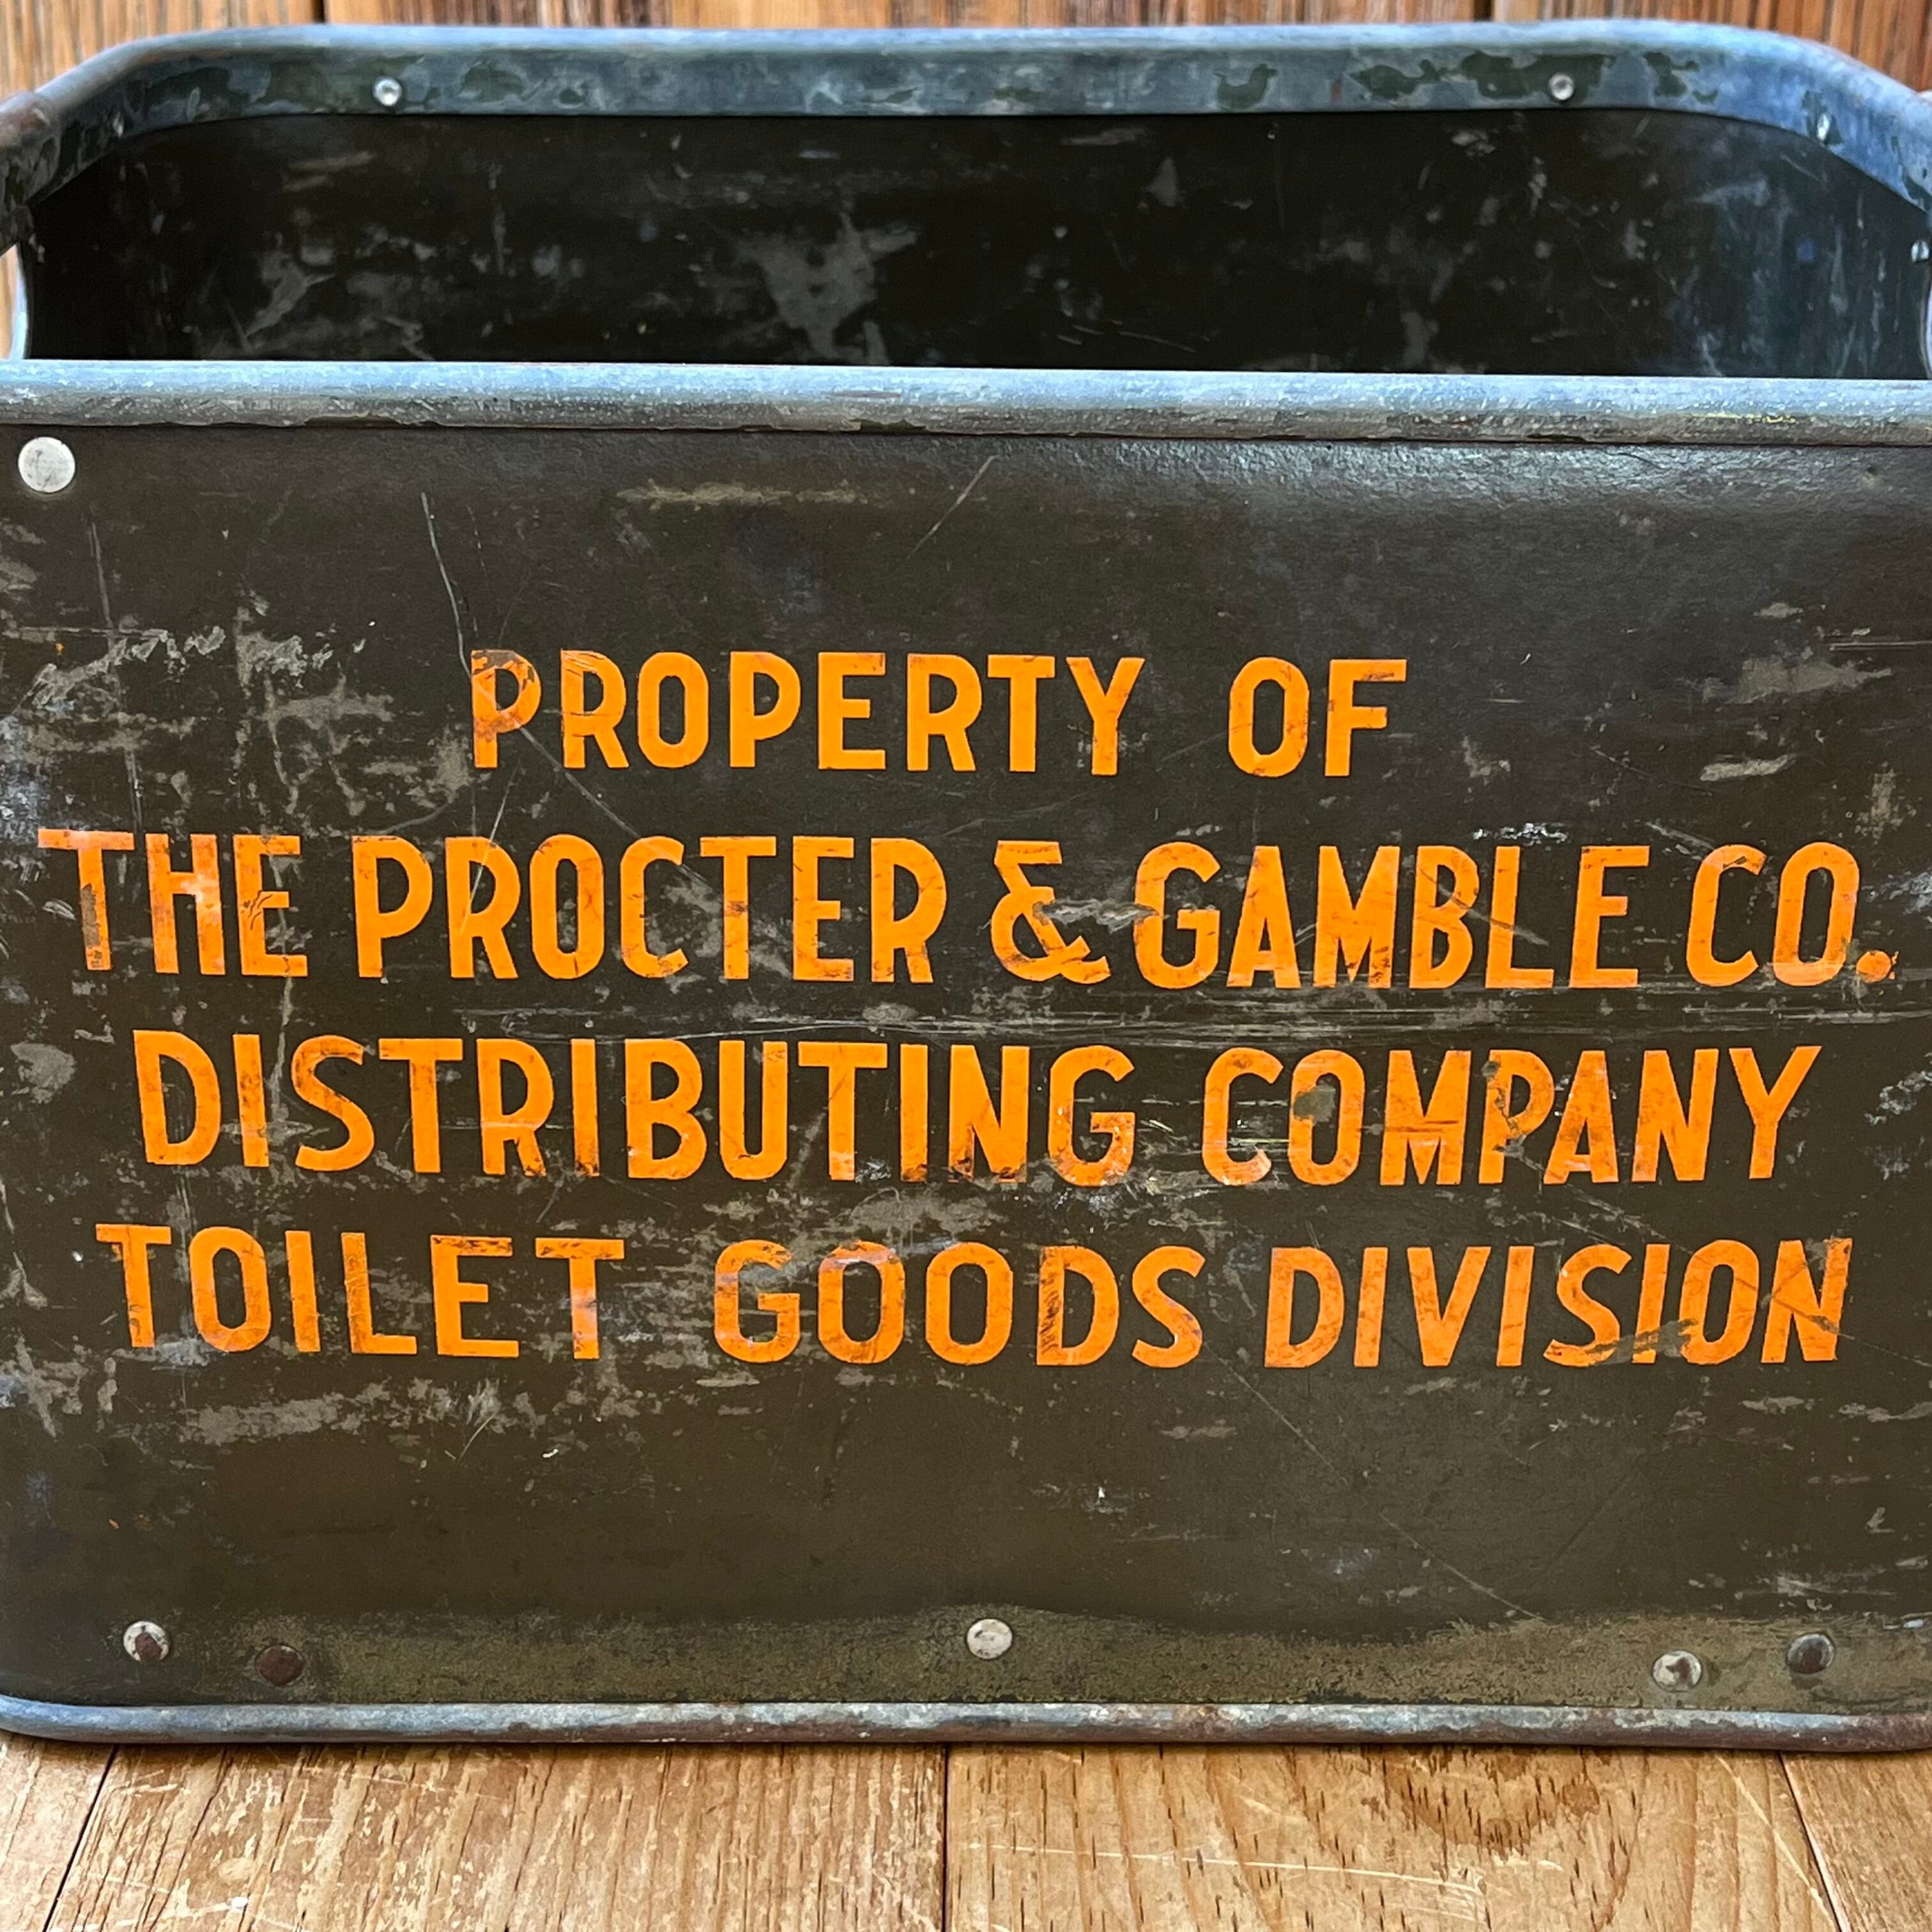 PROPERTY OF
THE PROCTER & GAMBLE CO.
DISTRIBUTING COMPANY
TOILET GOODS DIVISION